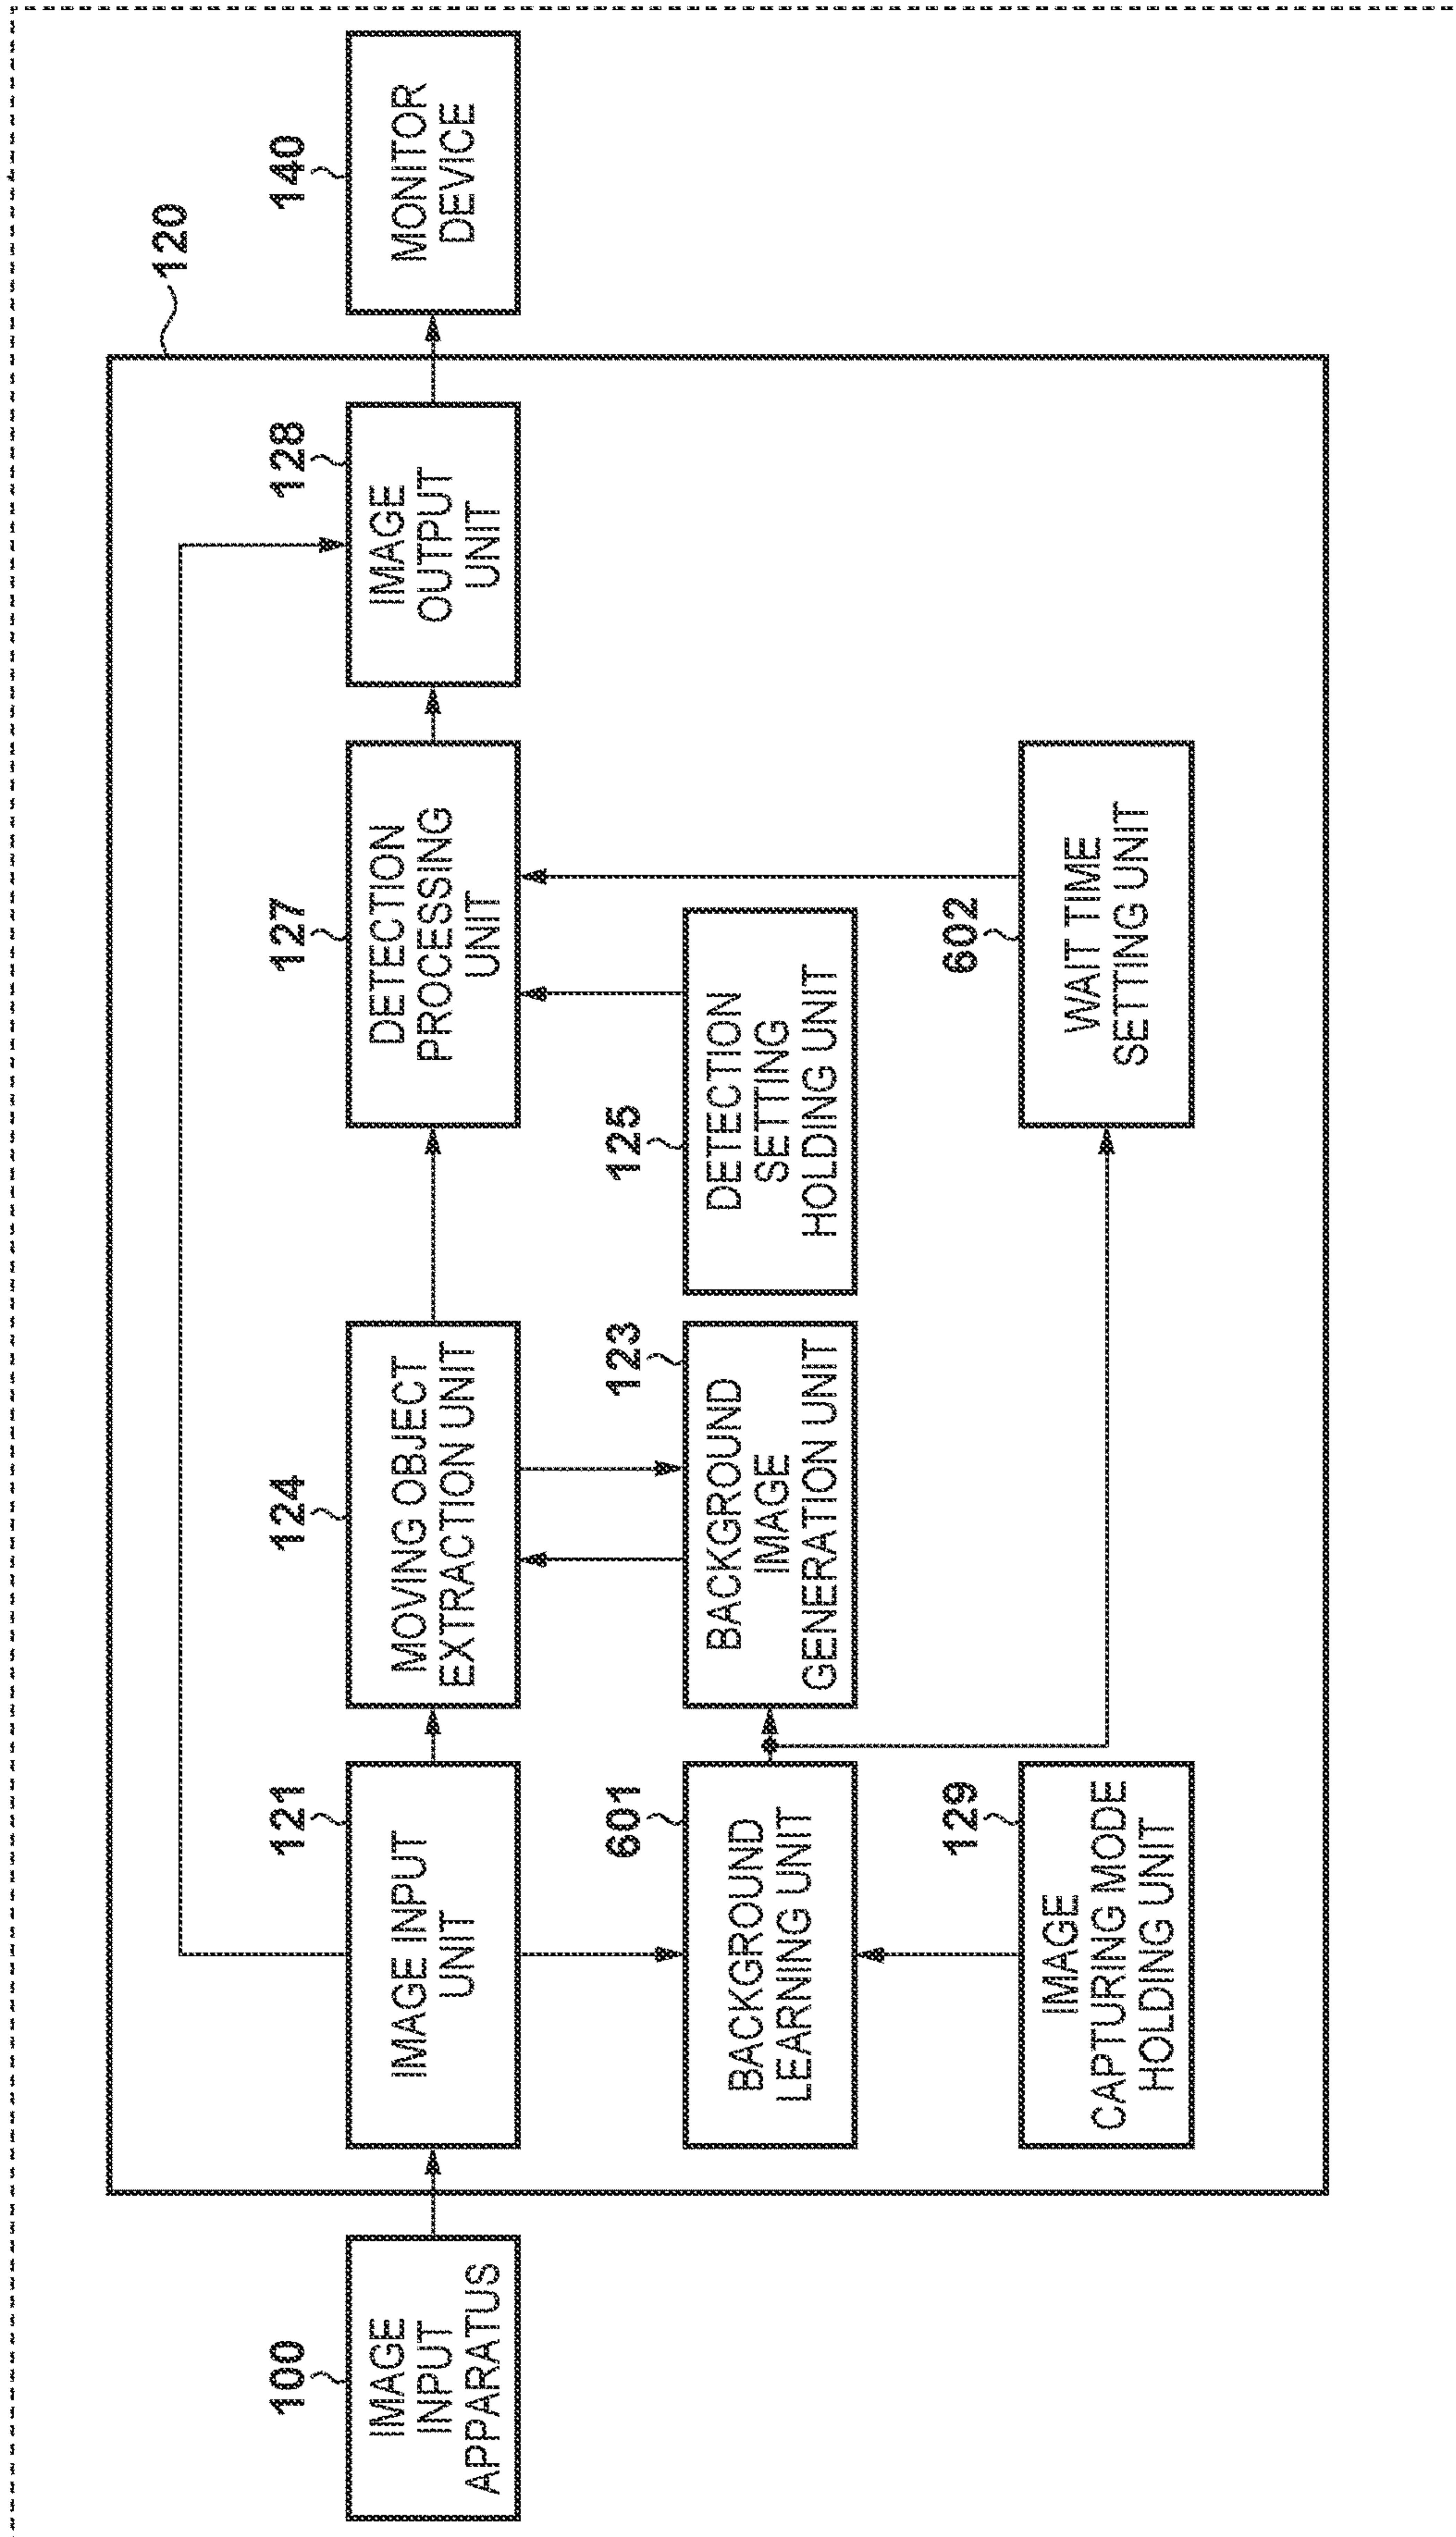 120
100
IMAGE
INPUT
APPARATUS
121
IMAGE INPUT
UNIT
124
MOVING OBJECT
EXTRACTION UNIT
127
DETECTION
PROCESSING
UNIT
128
IMAGE
OUTPUT
UNIT
140
MONITOR
DEVICE
601
BACKGROUND
LEARNING UNIT
123
BACKGROUND
IMAGE
GENERATION UNIT
125
DETECTION
SETTING
HOLDING UNIT
129
IMAGE
CAPTURING MODE
HOLDING UNIT
602
WAIT TIME
SETTING UNIT